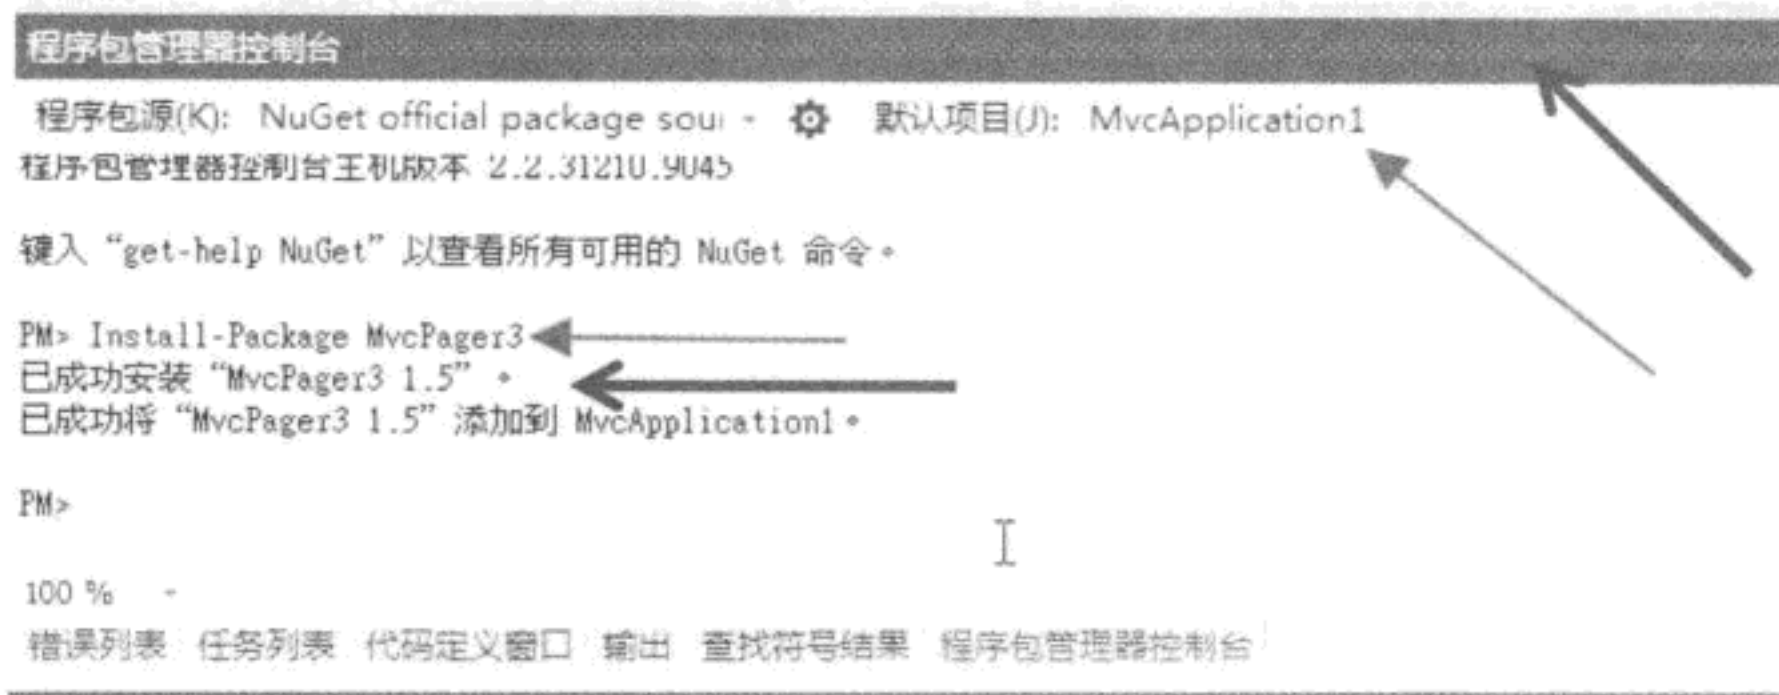 程序包管理器控制台
程序包源(K): NuGet official package sour 默认项目(J): MvcApplication1
程序包管理器控制台主机版本 2.2.31210.9045
键入“get-help NuGet”以查看所有可用的 NuGet 命令。
PM> Install-Package MvcPager3
已成功安装“MvcPager3 1.5”。
已成功将“MvcPager3 1.5”添加到 MvcApplication1。
PM>
100 %
错误列表 任务列表 代码定义窗口 输出 查找符号结果 程序包管理器控制台